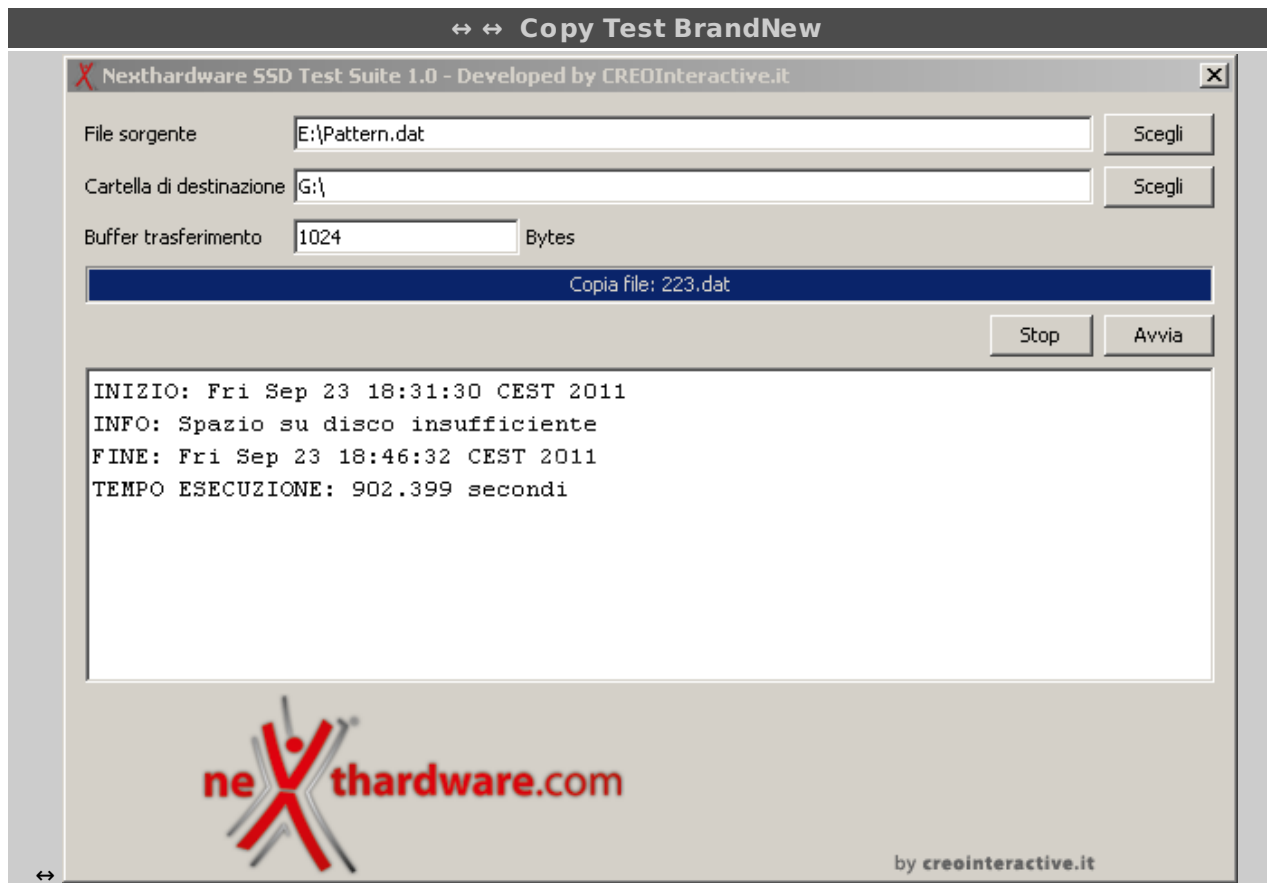 ↔ ↔ Copy Test BrandNew
Nexthardware SSD Test Suite 1.0 - Developed by CREOInteractive.it
File sorgente E:\Pattern.dat Scegli
Cartella di destinazione G:\ Scegli
Buffer trasferimento 1024 Bytes
Copia file: 223.dat
Stop Avvia
INIZIO: Fri Sep 23 18:31:30 CEST 2011
INFO: Spazio su disco insufficiente
FINE: Fri Sep 23 18:46:32 CEST 2011
TEMPO ESECUZIONE: 902.399 secondi
neXthardware.com
by creointeractive.it
↔